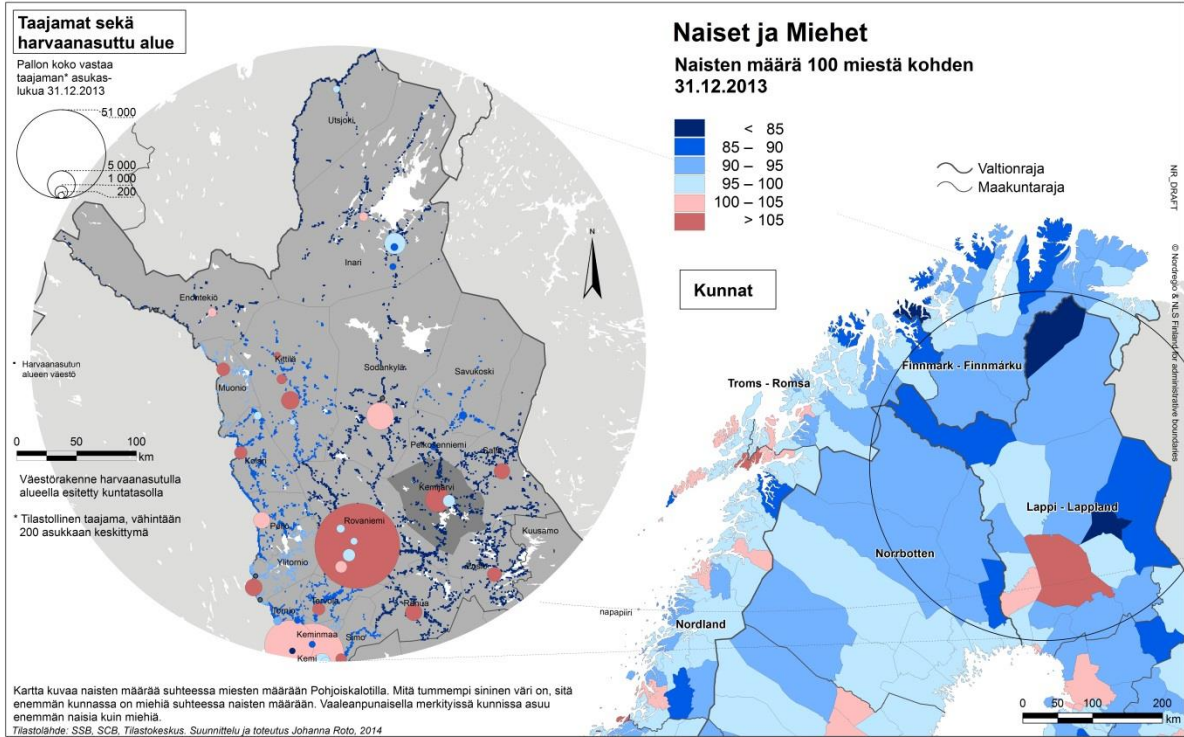 Taajamat sekä
harvaanasuttu alue
Pallon koko vastaa
taajaman* asukas-
lukua 31.12.2013
51 000
5 000
1 000
200
Naiset ja Miehet
Naisten määrä 100 miestä kohden
31.12.2013
< 85
85 – 90
90 – 95
95 – 100
100 – 105
> 105
Valtionraja
Maakuntaraja
NR_DRAFT
© Nordregio & NLS Finland for administrative boundaries
Kunnat
N
Utsjoki
Inari
Enontekiö
Kittilä
Muonio
Sodankylä
Savukoski
Pelkosenniemi
Salla
Kolari
Kemijärvi
Kuusamo
Pello
Rovaniemi
Ylitornio
Posio
Tornio
Tervola
Ranua
Keminmaa
Simo
Kemi
Harvaanasutun
alueen väestö
0 50 100
km
Väestörakenne harvaanasutulla
alueella esitetty kuntatasolla
* Tilastollinen taajama, vähintään
200 asukkaan keskittymä
Troms - Romsa
Finnmark - Finnmárku
Lappi - Lappland
Norrbotten
napapiiri
Nordland
0 100 200
km
Kartta kuvaa naisten määrää suhteessa miesten määrään Pohjoiskalotilla. Mitä tummempi sininen väri on, sitä
enemmän kunnassa on miehiä suhteessa naisten määrään. Vaaleanpunaisella merkityissä kunnissa asuu
enemmän naisia kuin miehiä.
Tilastolähde: SSB, SCB, Tilastokeskus. Suunnittelu ja toteutus Johanna Roto, 2014